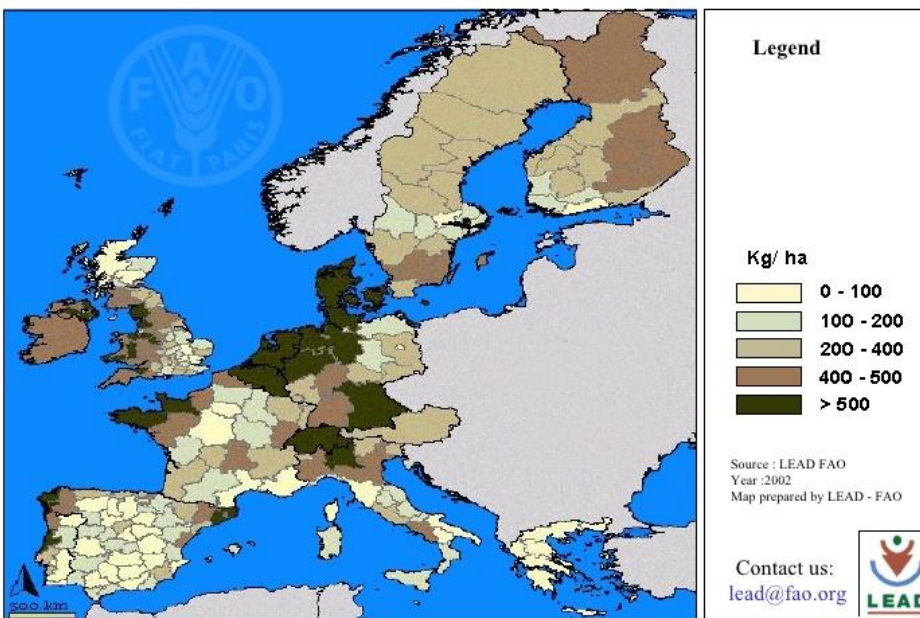 FAO
FIAT PANIS
500 km
Legend
Kg/ ha
0 - 100
100 - 200
200 - 400
400 - 500
> 500
Source : LEAD FAO
Year :2002
Map prepared by LEAD - FAO
Contact us:
lead@fao.org
LEAD